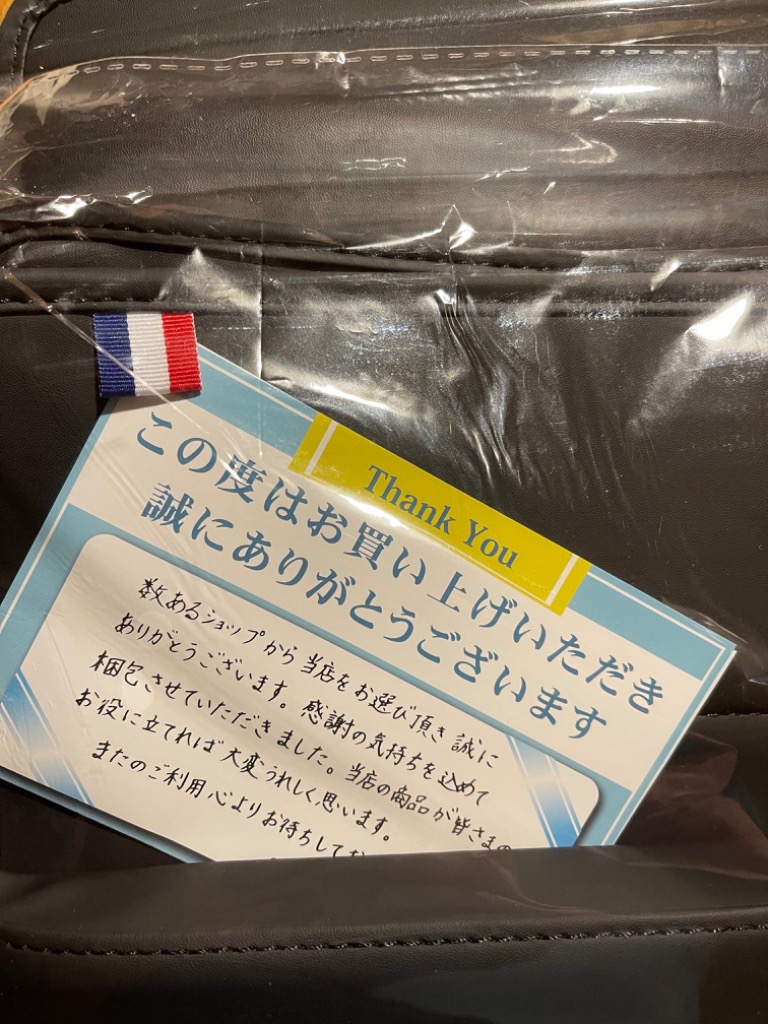 Thank You
この度はお買い上げいただき
誠にありがとうございます
数あるショップから当店をお選び頂き誠に
ありがとうございます。感謝の気持ちを込めて
梱包させていただきました。当店の商品が皆さまの
お役に立てれば大変うれしく思います。
またのご利用心よりお待ちして